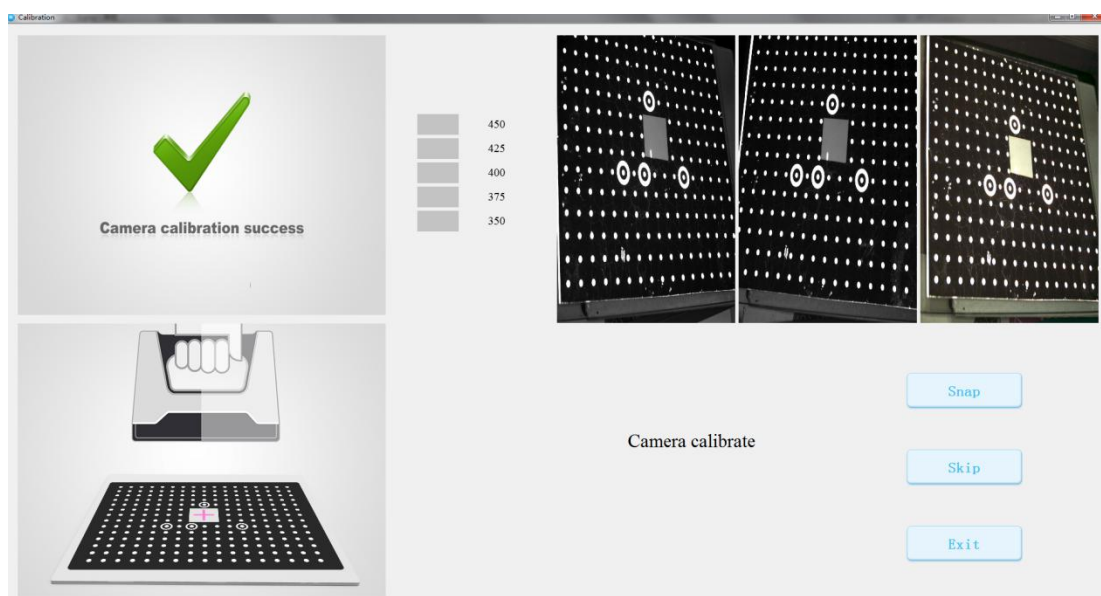 Calibration
Camera calibration success
450
425
400
375
350
Camera calibrate
Snap
Skip
Exit